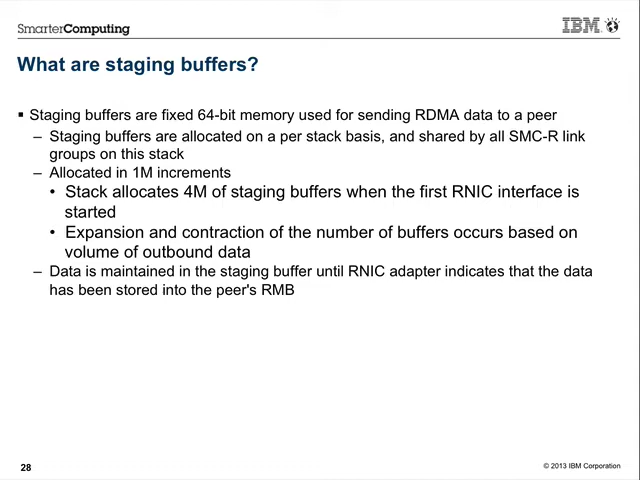 SmarterComputing
IBM
What are staging buffers?
▪ Staging buffers are fixed 64-bit memory used for sending RDMA data to a peer
– Staging buffers are allocated on a per stack basis, and shared by all SMC-R link
groups on this stack
– Allocated in 1M increments
• Stack allocates 4M of staging buffers when the first RNIC interface is
started
• Expansion and contraction of the number of buffers occurs based on
volume of outbound data
– Data is maintained in the staging buffer until RNIC adapter indicates that the data
has been stored into the peer's RMB
28
© 2013 IBM Corporation